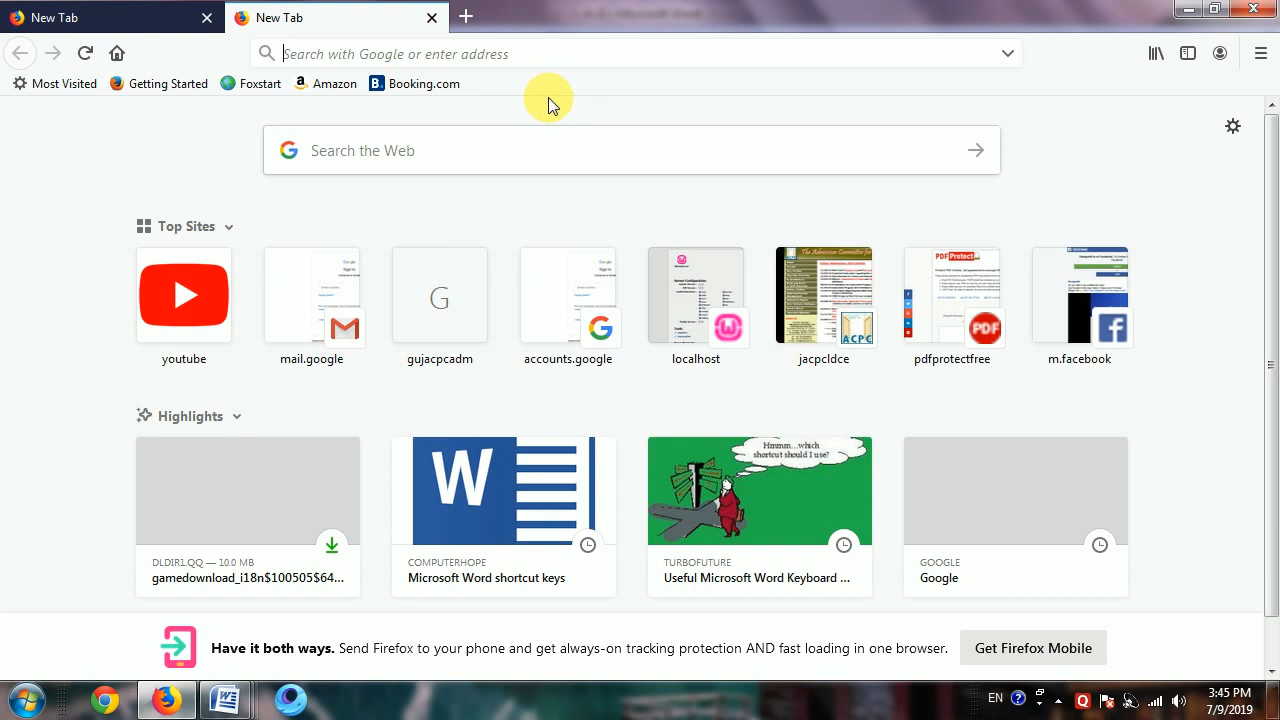 New Tab
New Tab
Search with Google or enter address
Most Visited
Getting Started
Foxstart
Amazon
Booking.com
Search the Web
Top Sites
youtube
mail.google
gujacpcadm
accounts.google
localhost
jacpcldce
pdfprotectfree
m.facebook
G
PDF Protect
PDF
ACPC
Highlights
W
Hmmm...which
shortcut should I use?
DLDIR1.QQ — 10.0 MB
gamedownload_i18n$100505$64...
COMPUTERHOPE
Microsoft Word shortcut keys
TURBOFUTURE
Useful Microsoft Word Keyboard ...
GOOGLE
Google
Have it both ways. Send Firefox to your phone and get always-on tracking protection AND fast loading in one browser.
Get Firefox Mobile
EN
3:45 PM
7/9/2019